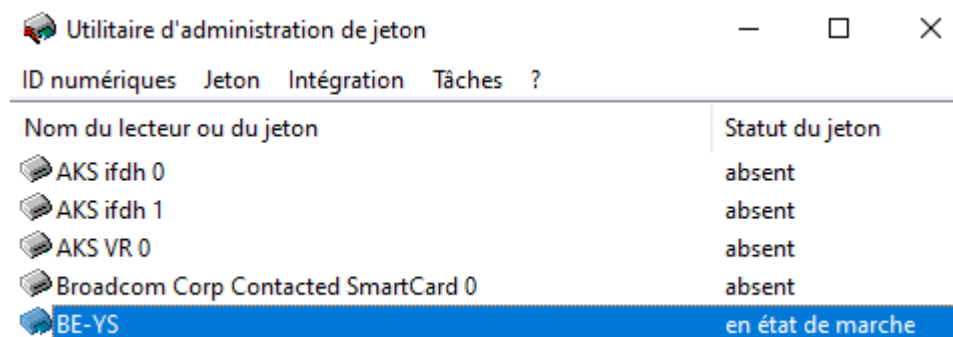 Utilitaire d'administration de jeton
ID numériques Jeton Intégration Tâches ?
Nom du lecteur ou du jeton Statut du jeton
AKS ifdh 0 absent
AKS ifdh 1 absent
AKS VR 0 absent
Broadcom Corp Contacted SmartCard 0 absent
BE-YS en état de marche